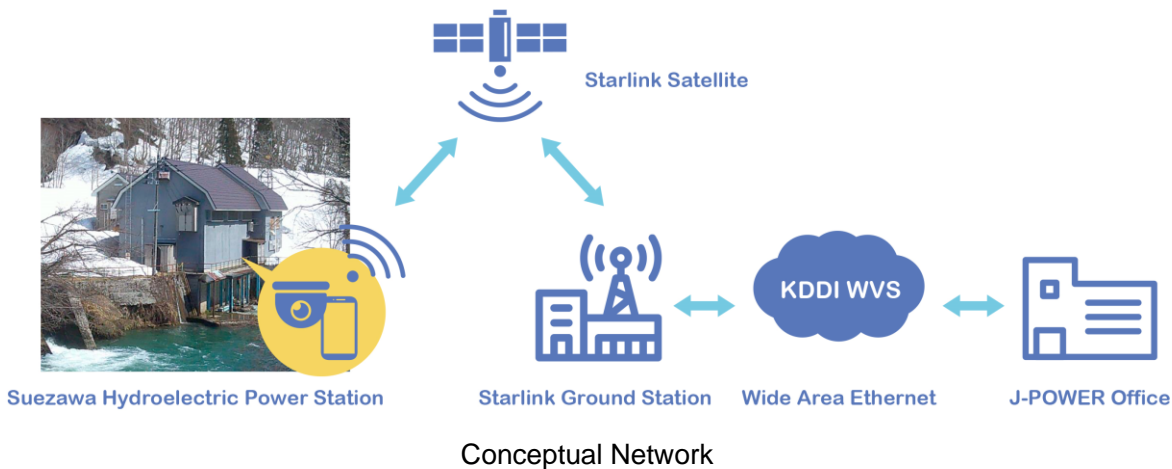 Starlink Satellite
KDDI WVS
Suezawa Hydroelectric Power Station
Starlink Ground Station
Wide Area Ethernet
J-POWER Office
Conceptual Network